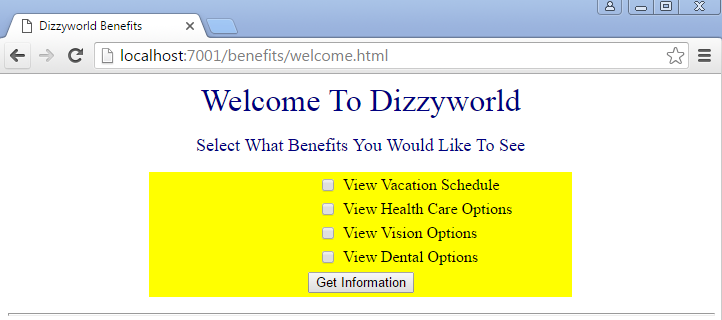 Dizzyworld Benefits
localhost:7001/benefits/welcome.html
Welcome To Dizzyworld
Select What Benefits You Would Like To See
View Vacation Schedule
View Health Care Options
View Vision Options
View Dental Options
Get Information